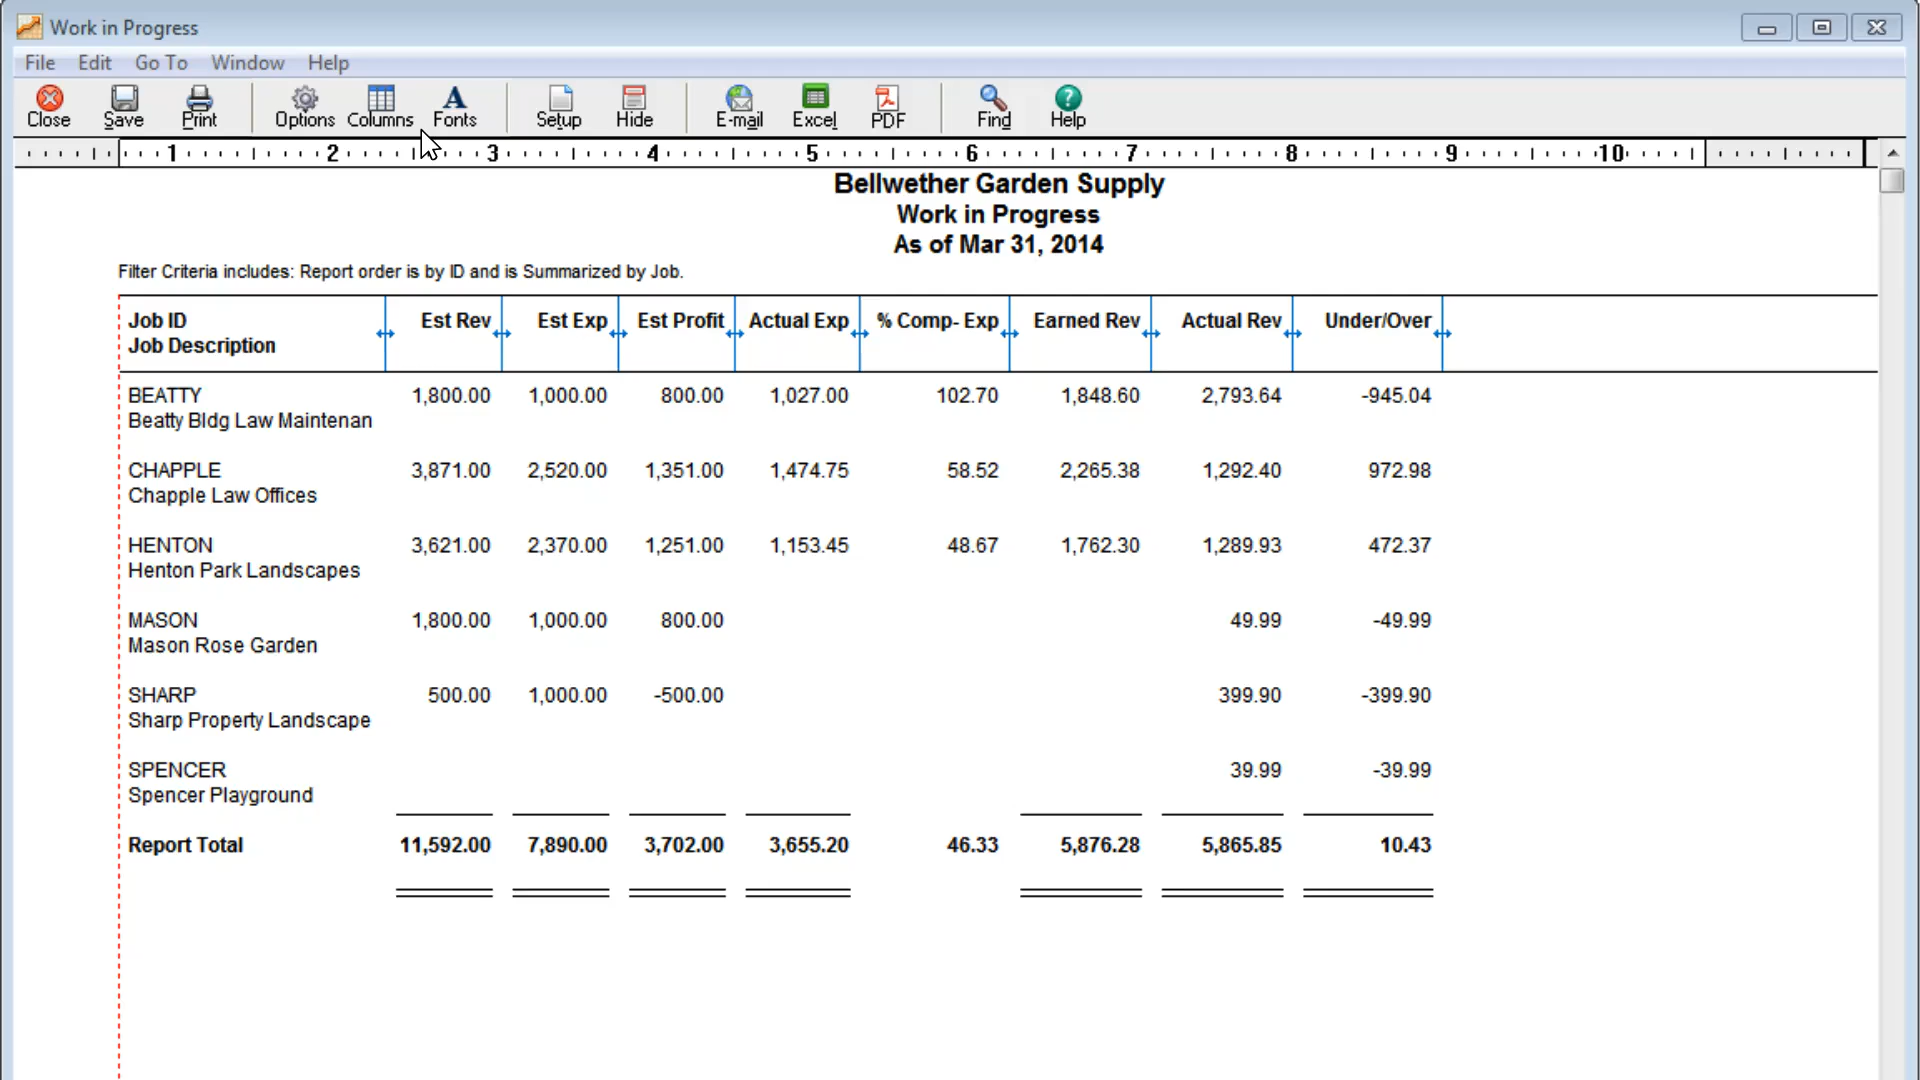 Work in Progress
File Edit Go To Window Help
Close Save Print Options Columns Fonts Setup Hide E-mail Excel PDF Find Help
1 2 3 4 5 6 7 8 9 10
Bellwether Garden Supply
Work in Progress
As of Mar 31, 2014
Filter Criteria includes: Report order is by ID and is Summarized by Job.
Job ID Est Rev Est Exp Est Profit Actual Exp % Comp- Exp Earned Rev Actual Rev Under/Over
Job Description
BEATTY 1,800.00 1,000.00 800.00 1,027.00 102.70 1,848.60 2,793.64 -945.04
Beatty Bldg Law Maintenan
CHAPPLE 3,871.00 2,520.00 1,351.00 1,474.75 58.52 2,265.38 1,292.40 972.98
Chapple Law Offices
HENTON 3,621.00 2,370.00 1,251.00 1,153.45 48.67 1,762.30 1,289.93 472.37
Henton Park Landscapes
MASON 1,800.00 1,000.00 800.00 49.99 -49.99
Mason Rose Garden
SHARP 500.00 1,000.00 -500.00 399.90 -399.90
Sharp Property Landscape
SPENCER 39.99 -39.99
Spencer Playground
Report Total 11,592.00 7,890.00 3,702.00 3,655.20 46.33 5,876.28 5,865.85 10.43